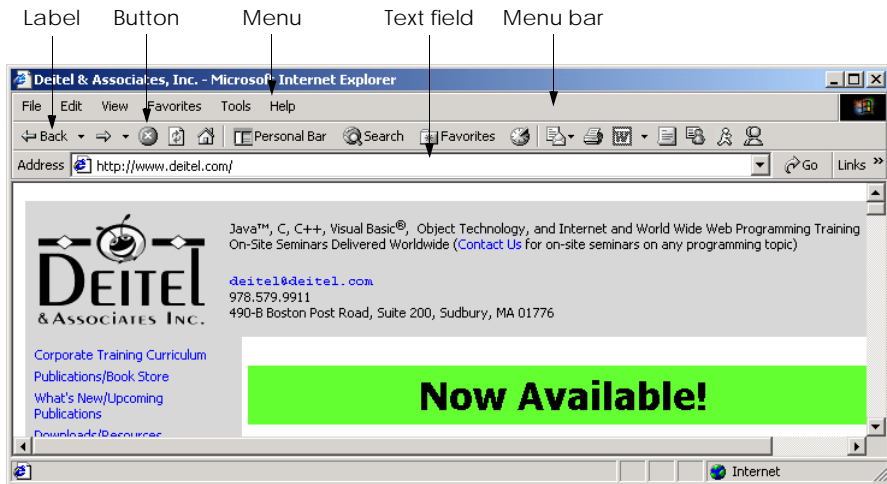 Label Button Menu Text field Menu bar
Deitel & Associates, Inc. - Microsoft Internet Explorer
File Edit View Favorites Tools Help
Back Personal Bar Search Favorites
Address http://www.deitel.com/ Go Links »
Java™, C, C++, Visual Basic®, Object Technology, and Internet and World Wide Web Programming Training
On-Site Seminars Delivered Worldwide (Contact Us for on-site seminars on any programming topic)
deitel@deitel.com
978.579.9911
490-B Boston Post Road, Suite 200, Sudbury, MA 01776
DEITEL
& ASSOCIATES INC.
Corporate Training Curriculum
Publications/Book Store
What's New/Upcoming
Publications
Downloads/Resources
Now Available!
Internet